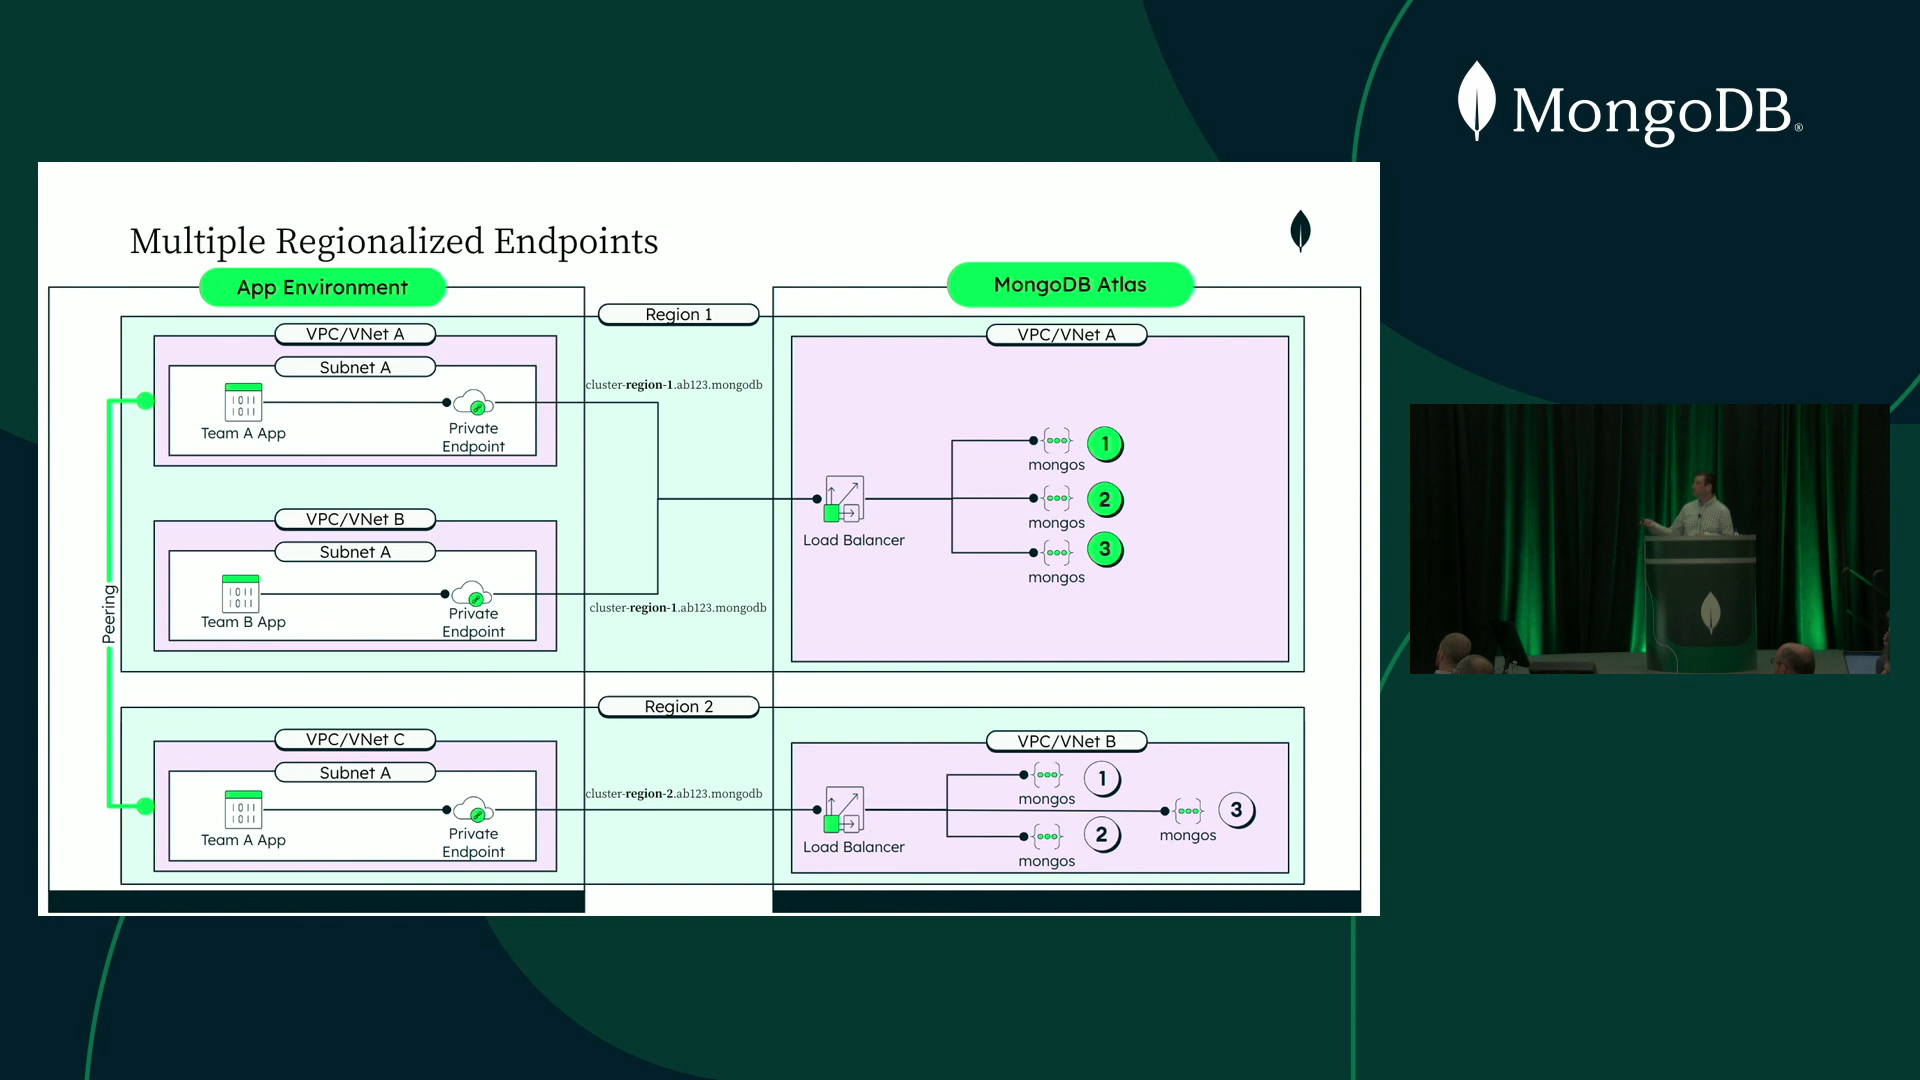 MongoDB®
Multiple Regionalized Endpoints
App Environment
MongoDB Atlas
Region 1
VPC/VNet A
Subnet A
Team A App
Private
Endpoint
cluster-region-1.ab123.mongodb
VPC/VNet B
Subnet A
Team B App
Private
Endpoint
cluster-region-1.ab123.mongodb
Peering
VPC/VNet A
Load Balancer
mongos
1
mongos
2
mongos
3
Region 2
VPC/VNet C
Subnet A
Team A App
Private
Endpoint
cluster-region-2.ab123.mongodb
VPC/VNet B
Load Balancer
mongos
1
mongos
2
mongos
3